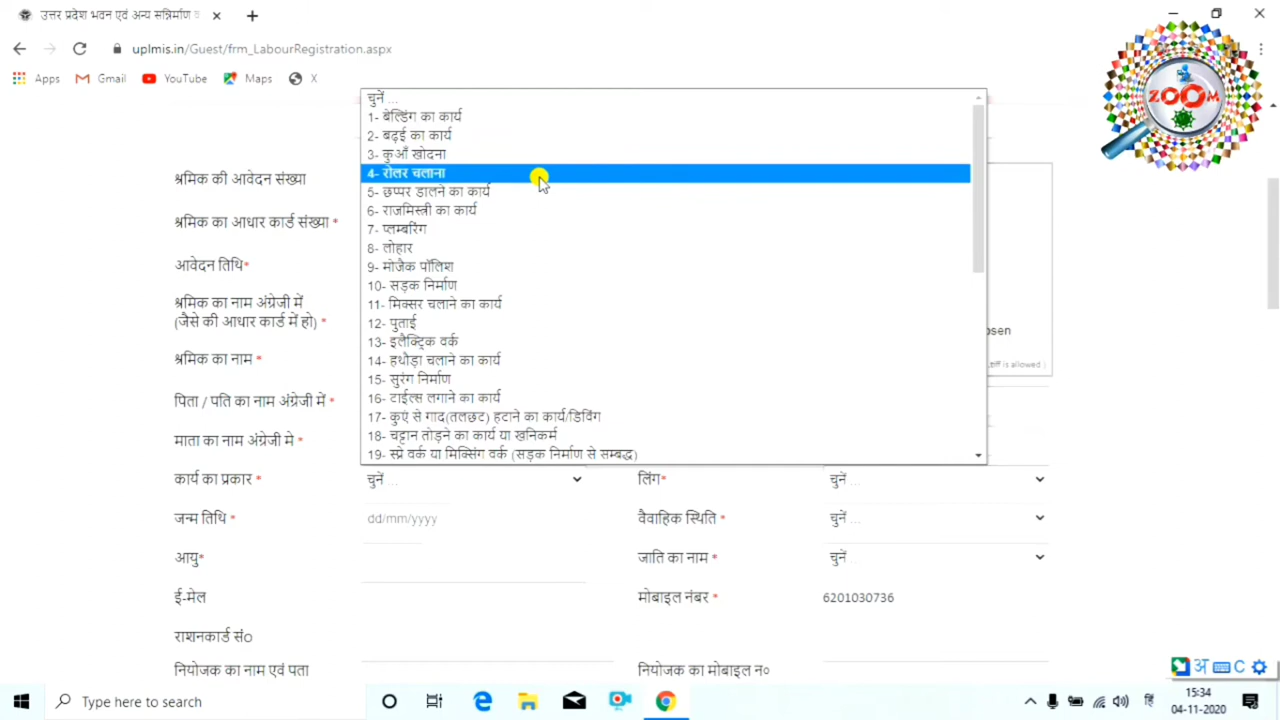 उत्तर प्रदेश भवन एवं अन्य सन्निर्माण
uplmis.in/Guest/frm_LabourRegistration.aspx
Apps Gmail YouTube Maps X
ZOOM
चुनें ...
1- बेल्डिंग का कार्य
2- बढ़ई का कार्य
3- कुआँ खोदना
4- रोलर चलाना
5- छप्पर डालने का कार्य
6- राजमिस्त्री का कार्य
7- प्लम्बरिंग
8- लोहार
9- मोजैक पॉलिश
10- सड़क निर्माण
11- मिक्सर चलाने का कार्य
12- पुताई
13- इलैक्ट्रिक वर्क
14- हथौड़ा चलाने का कार्य
15- सुरंग निर्माण
16- टाईल्स लगाने का कार्य
17- कुएं से गाद(तलछट) हटाने का कार्य/डिविंग
18- चट्टान तोड़ने का कार्य या खनिकर्म
19- स्प्रे वर्क या मिक्सिंग वर्क (सड़क निर्माण से सम्बद्ध)
श्रमिक की आवेदन संख्या
श्रमिक का आधार कार्ड संख्या *
आवेदन तिथि*
श्रमिक का नाम अंग्रेजी में
(जैसे की आधार कार्ड में हो) *
osen
श्रमिक का नाम *
tiff is allowed )
पिता / पति का नाम अंग्रेजी में *
माता का नाम अंग्रेजी मे *
कार्य का प्रकार * चुनें ... लिंग* चुनें ...
जन्म तिथि * dd/mm/yyyy वैवाहिक स्थिति * चुनें ...
आयु* जाति का नाम * चुनें ...
ई-मेल मोबाइल नंबर * 6201030736
राशनकार्ड सं०
नियोजक का नाम एवं पता नियोजक का मोबाइल न०
अ
Type here to search हिं 15:34
04-11-2020